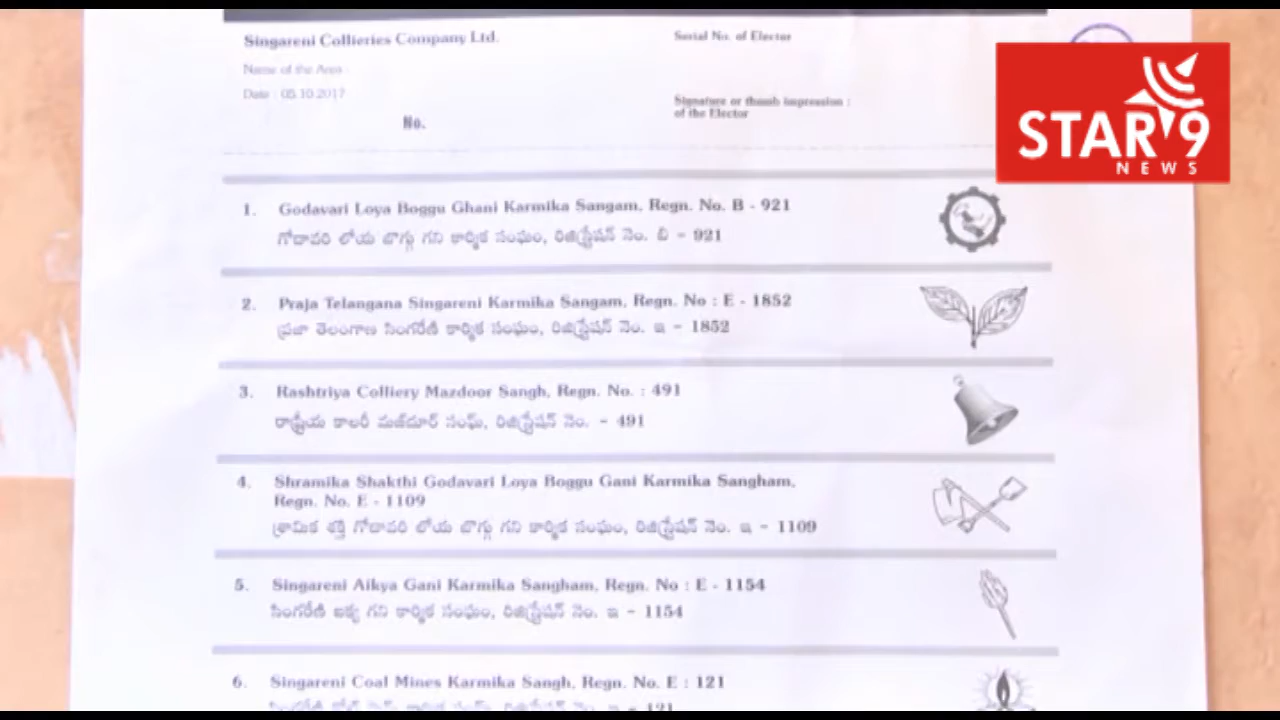 Singareni Collieries Company Ltd.
Serial No. of Elector
Name of the Area :
Date : 05.10.2017
Signature or thumb impression :
of the Elector
No.
STAR 9
NEWS
1. Godavari Loya Boggu Ghani Karmika Sangam, Regn. No. B - 921
గోదావరి లోయ బొగ్గు గని కార్మిక సంఘం, రిజిస్ట్రేషన్ నెం. బి - 921
2. Praja Telangana Singareni Karmika Sangam, Regn. No : E - 1852
ప్రజా తెలంగాణ సింగరేణి కార్మిక సంఘం, రిజిస్ట్రేషన్ నెం. ఇ - 1852
3. Rashtriya Colliery Mazdoor Sangh, Regn. No. : 491
రాష్ట్రీయ కాలరీ మజ్‌దూర్ సంఘ్, రిజిస్ట్రేషన్ నెం. - 491
4. Shramika Shakthi Godavari Loya Boggu Gani Karmika Sangham,
Regn. No. E - 1109
శ్రామిక శక్తి గోదావరి లోయ బొగ్గు గని కార్మిక సంఘం, రిజిస్ట్రేషన్ నెం. ఇ - 1109
5. Singareni Aikya Gani Karmika Sangham, Regn. No : E - 1154
సింగరేణి ఐక్య గని కార్మిక సంఘం, రిజిస్ట్రేషన్ నెం. ఇ - 1154
6. Singareni Coal Mines Karmika Sangh, Regn. No. E : 121